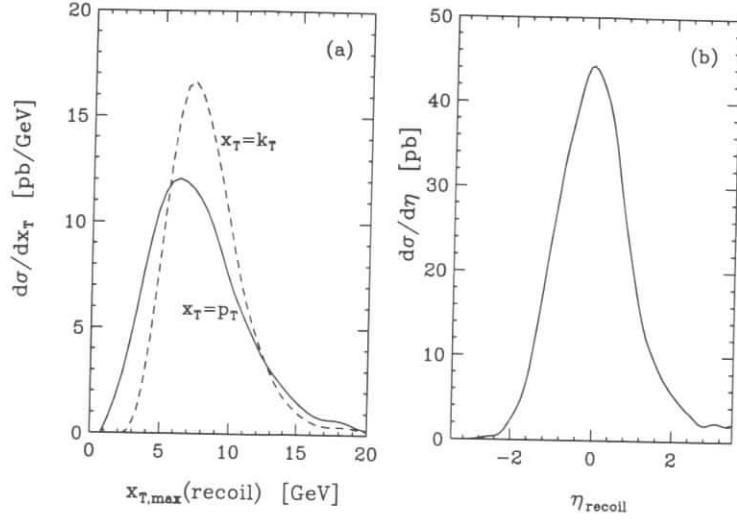 (a)
20
15
10
5
0
dσ/dx_T [pb/GeV]
x_T=k_T
x_T=p_T
0
5
10
15
20
x_T,max(recoil) [GeV]
(b)
50
40
30
20
10
0
dσ/dη [pb]
−2
0
2
η_recoil